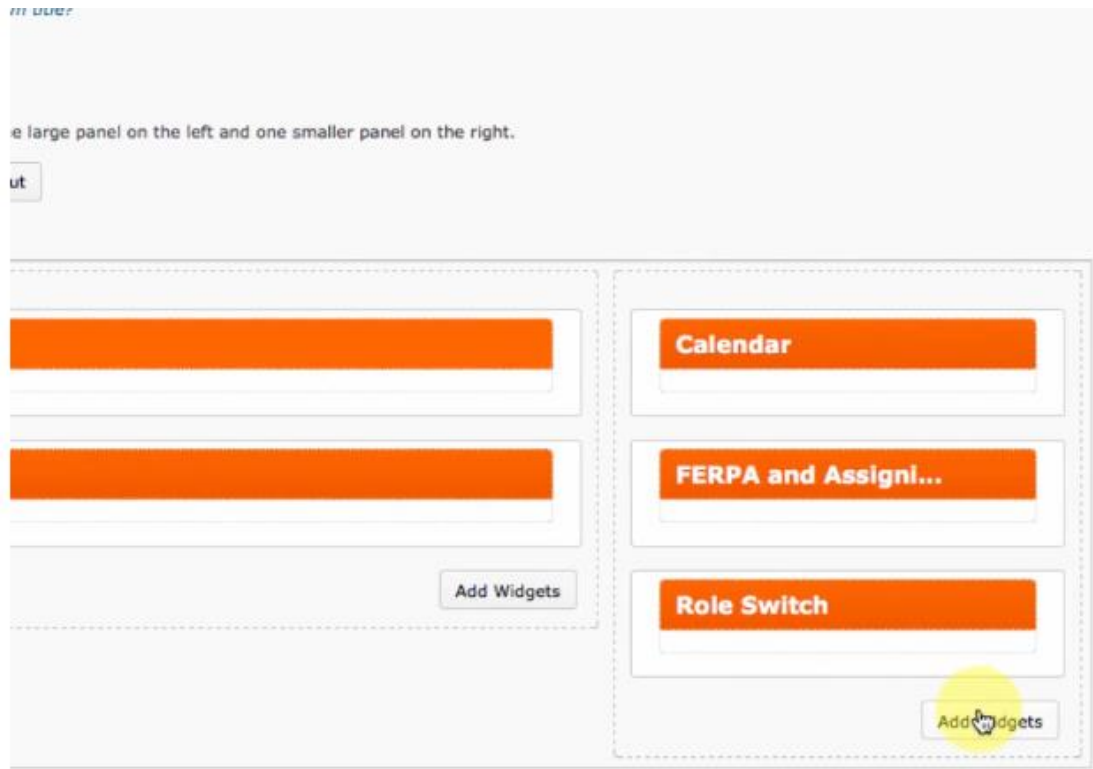 e large panel on the left and one smaller panel on the right.
ut
Calendar
FERPA and Assigni...
Add Widgets
Role Switch
Add Widgets